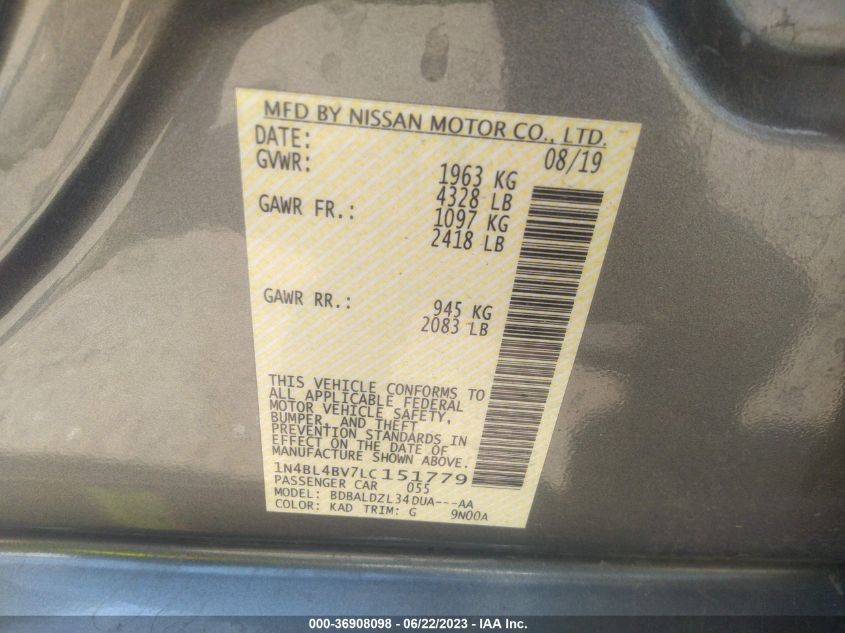 MFD BY NISSAN MOTOR CO., LTD.
DATE: 08/19
GVWR: 1963 KG
4328 LB
GAWR FR.: 1097 KG
2418 LB
GAWR RR.: 945 KG
2083 LB
THIS VEHICLE CONFORMS TO
ALL APPLICABLE FEDERAL
MOTOR VEHICLE SAFETY,
BUMPER, AND THEFT
PREVENTION STANDARDS IN
EFFECT ON THE DATE OF
MANUFACTURE SHOWN ABOVE.
1N4BL4BV7LC151779
PASSENGER CAR 055
MODEL: BDBALDZL34DUA---AA
COLOR: KAD TRIM: G 9N00A
000-36908098 - 06/22/2023 - IAA Inc.